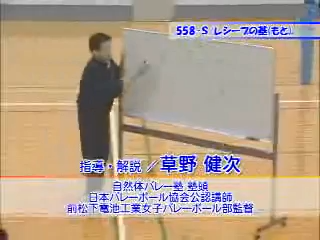 558-S レシーブの基(もと)
指導・解説／草野 健次
自然体バレー塾 塾頭
日本バレーボール協会公認講師
前松下電池工業女子バレーボール部監督